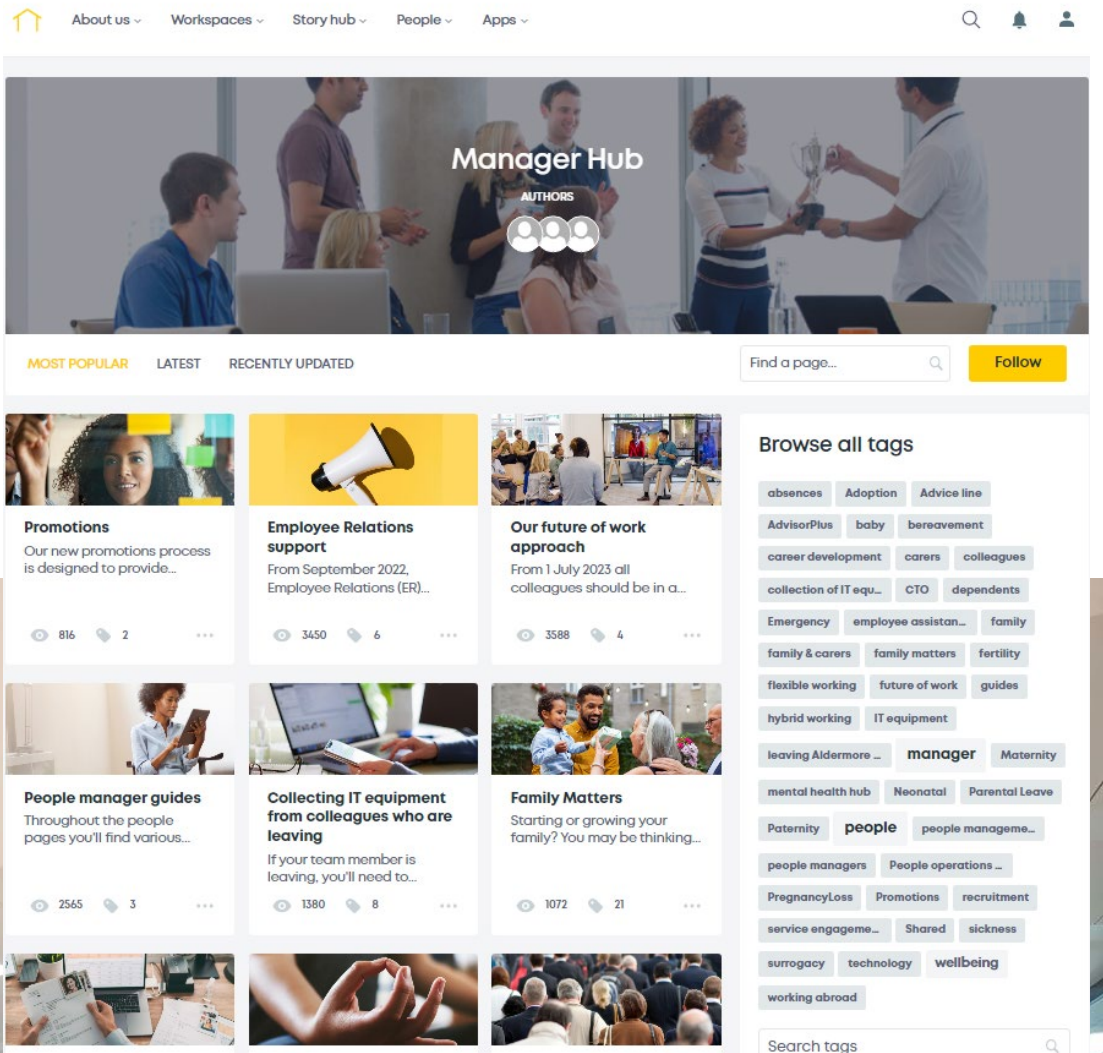 About us
Workspaces
Story hub
People
Apps
Manager Hub
AUTHORS
MOST POPULAR
LATEST
RECENTLY UPDATED
Find a page...
Follow
Promotions
Our new promotions process
is designed to provide...
816
2
Employee Relations
support
From September 2022,
Employee Relations (ER)...
3450
6
Our future of work
approach
From 1 July 2023 all
colleagues should be in a...
3588
4
People manager guides
Throughout the people
pages you'll find various...
2565
3
Collecting IT equipment
from colleagues who are
leaving
If your team member is
leaving, you'll need to...
1380
8
Family Matters
Starting or growing your
family? You may be thinking...
1072
21
Browse all tags
absences Adoption Advice line
AdvisorPlus baby bereavement
career development carers colleagues
collection of IT equ... CTO dependents
Emergency employee assistan... family
family & carers family matters fertility
flexible working future of work guides
hybrid working IT equipment
leaving Aldermore ... manager Maternity
mental health hub Neonatal Parental Leave
Paternity people people manageme...
people managers People operations ...
PregnancyLoss Promotions recruitment
service engageme... Shared sickness
surrogacy technology wellbeing
working abroad
Search tags